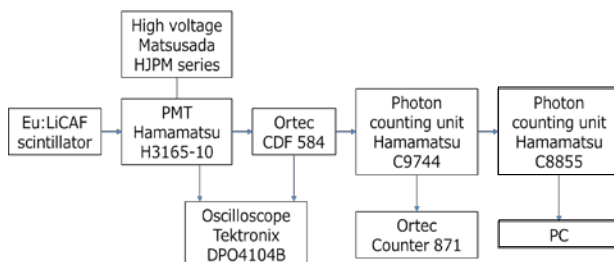 High voltage
Matsusada
HJPM series
Eu:LiCAF
scintillator
PMT
Hamamatsu
H3165-10
Ortec
CDF 584
Photon
counting unit
Hamamatsu
C9744
Photon
counting unit
Hamamatsu
C8855
Oscilloscope
Tektronix
DPO4104B
Ortec
Counter 871
PC